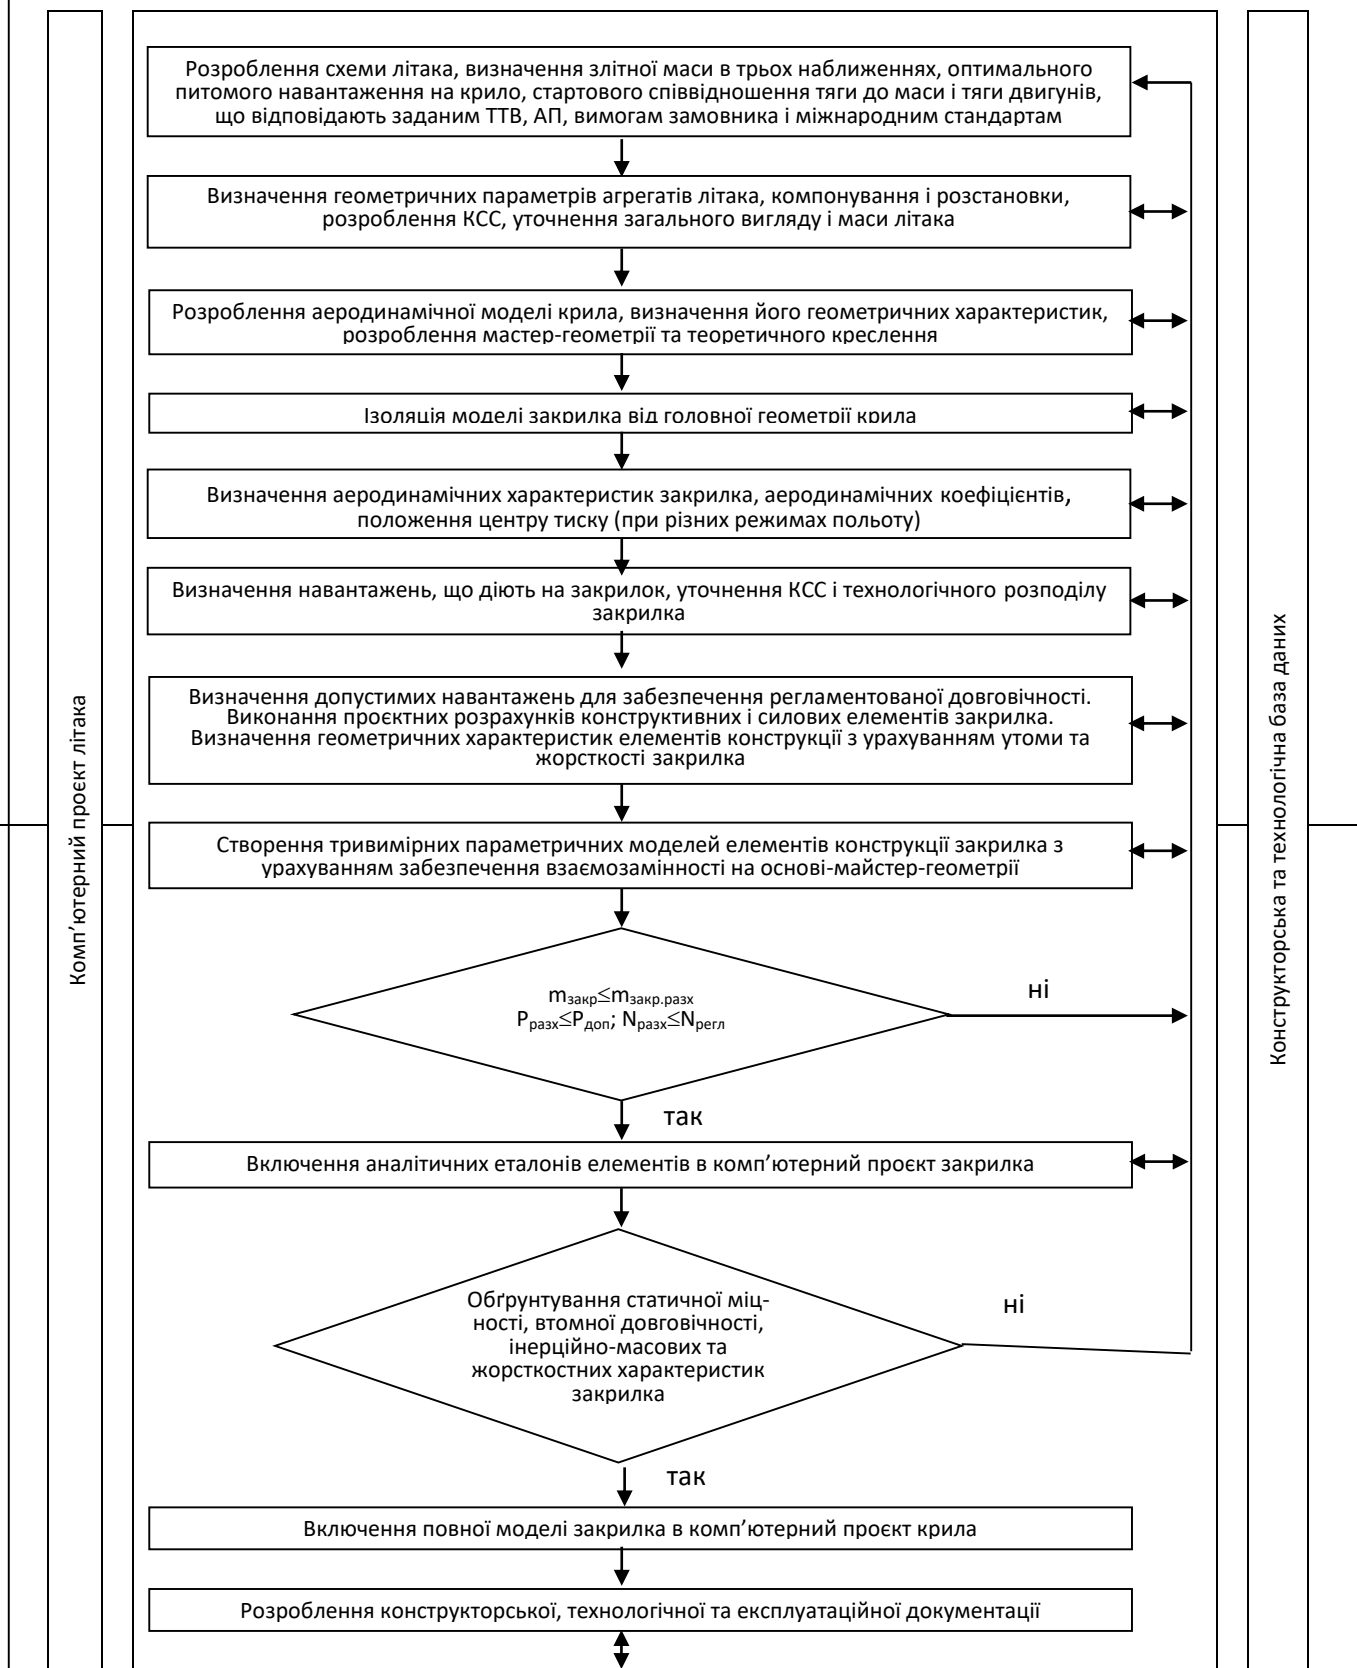 Розроблення схеми літака, визначення злітної маси в трьох наближеннях, оптимального
питомого навантаження на крило, стартового співвідношення тяги до маси і тяги двигунів,
що відповідають заданим ТТВ, АП, вимогам замовника і міжнародним стандартам
Визначення геометричних параметрів агрегатів літака, компонування і розстановки,
розроблення КСС, уточнення загального вигляду і маси літака
Розроблення аеродинамічної моделі крила, визначення його геометричних характеристик,
розроблення мастер-геометрії та теоретичного креслення
Ізоляція моделі закрилка від головної геометрії крила
Визначення аеродинамічних характеристик закрилка, аеродинамічних коефіцієнтів,
положення центру тиску (при різних режимах польоту)
Визначення навантажень, що діють на закрилок, уточнення КСС і технологічного розподілу
закрилка
Визначення допустимих навантажень для забезпечення регламентованої довговічності.
Виконання проєктних розрахунків конструктивних і силових елементів закрилка.
Визначення геометричних характеристик елементів конструкції з урахуванням утоми та
жорсткості закрилка
Створення тривимірних параметричних моделей елементів конструкції закрилка з
урахуванням забезпечення взаємозамінності на основі-майстер-геометрії
mзакр≤mзакр.разх
Pразх≤Pдоп; Nразх≤Nрегл
ні
так
Включення аналітичних еталонів елементів в комп’ютерний проєкт закрилка
Обґрунтування статичної міц-
ності, втомної довговічності,
інерційно-масових та
жорсткостних характеристик
закрилка
ні
так
Включення повної моделі закрилка в комп’ютерний проєкт крила
Розроблення конструкторської, технологічної та експлуатаційної документації
Комп’ютерний проєкт літака
Конструкторська та технологічна база даних